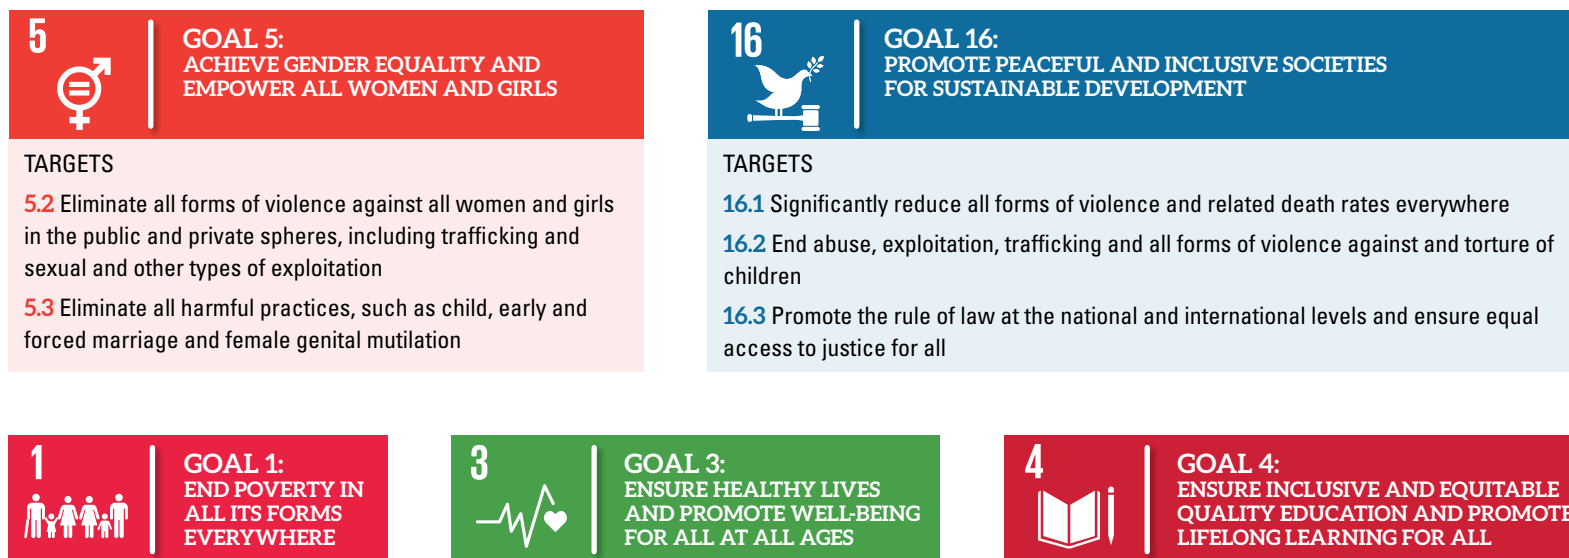 5
GOAL 5:
ACHIEVE GENDER EQUALITY AND
EMPOWER ALL WOMEN AND GIRLS
TARGETS
5.2 Eliminate all forms of violence against all women and girls
in the public and private spheres, including trafficking and
sexual and other types of exploitation
5.3 Eliminate all harmful practices, such as child, early and
forced marriage and female genital mutilation
16
GOAL 16:
PROMOTE PEACEFUL AND INCLUSIVE SOCIETIES
FOR SUSTAINABLE DEVELOPMENT
TARGETS
16.1 Significantly reduce all forms of violence and related death rates everywhere
16.2 End abuse, exploitation, trafficking and all forms of violence against and torture of
children
16.3 Promote the rule of law at the national and international levels and ensure equal
access to justice for all
1
GOAL 1:
END POVERTY IN
ALL ITS FORMS
EVERYWHERE
3
GOAL 3:
ENSURE HEALTHY LIVES
AND PROMOTE WELL-BEING
FOR ALL AT ALL AGES
4
GOAL 4:
ENSURE INCLUSIVE AND EQUITABLE
QUALITY EDUCATION AND PROMOTE
LIFELONG LEARNING FOR ALL